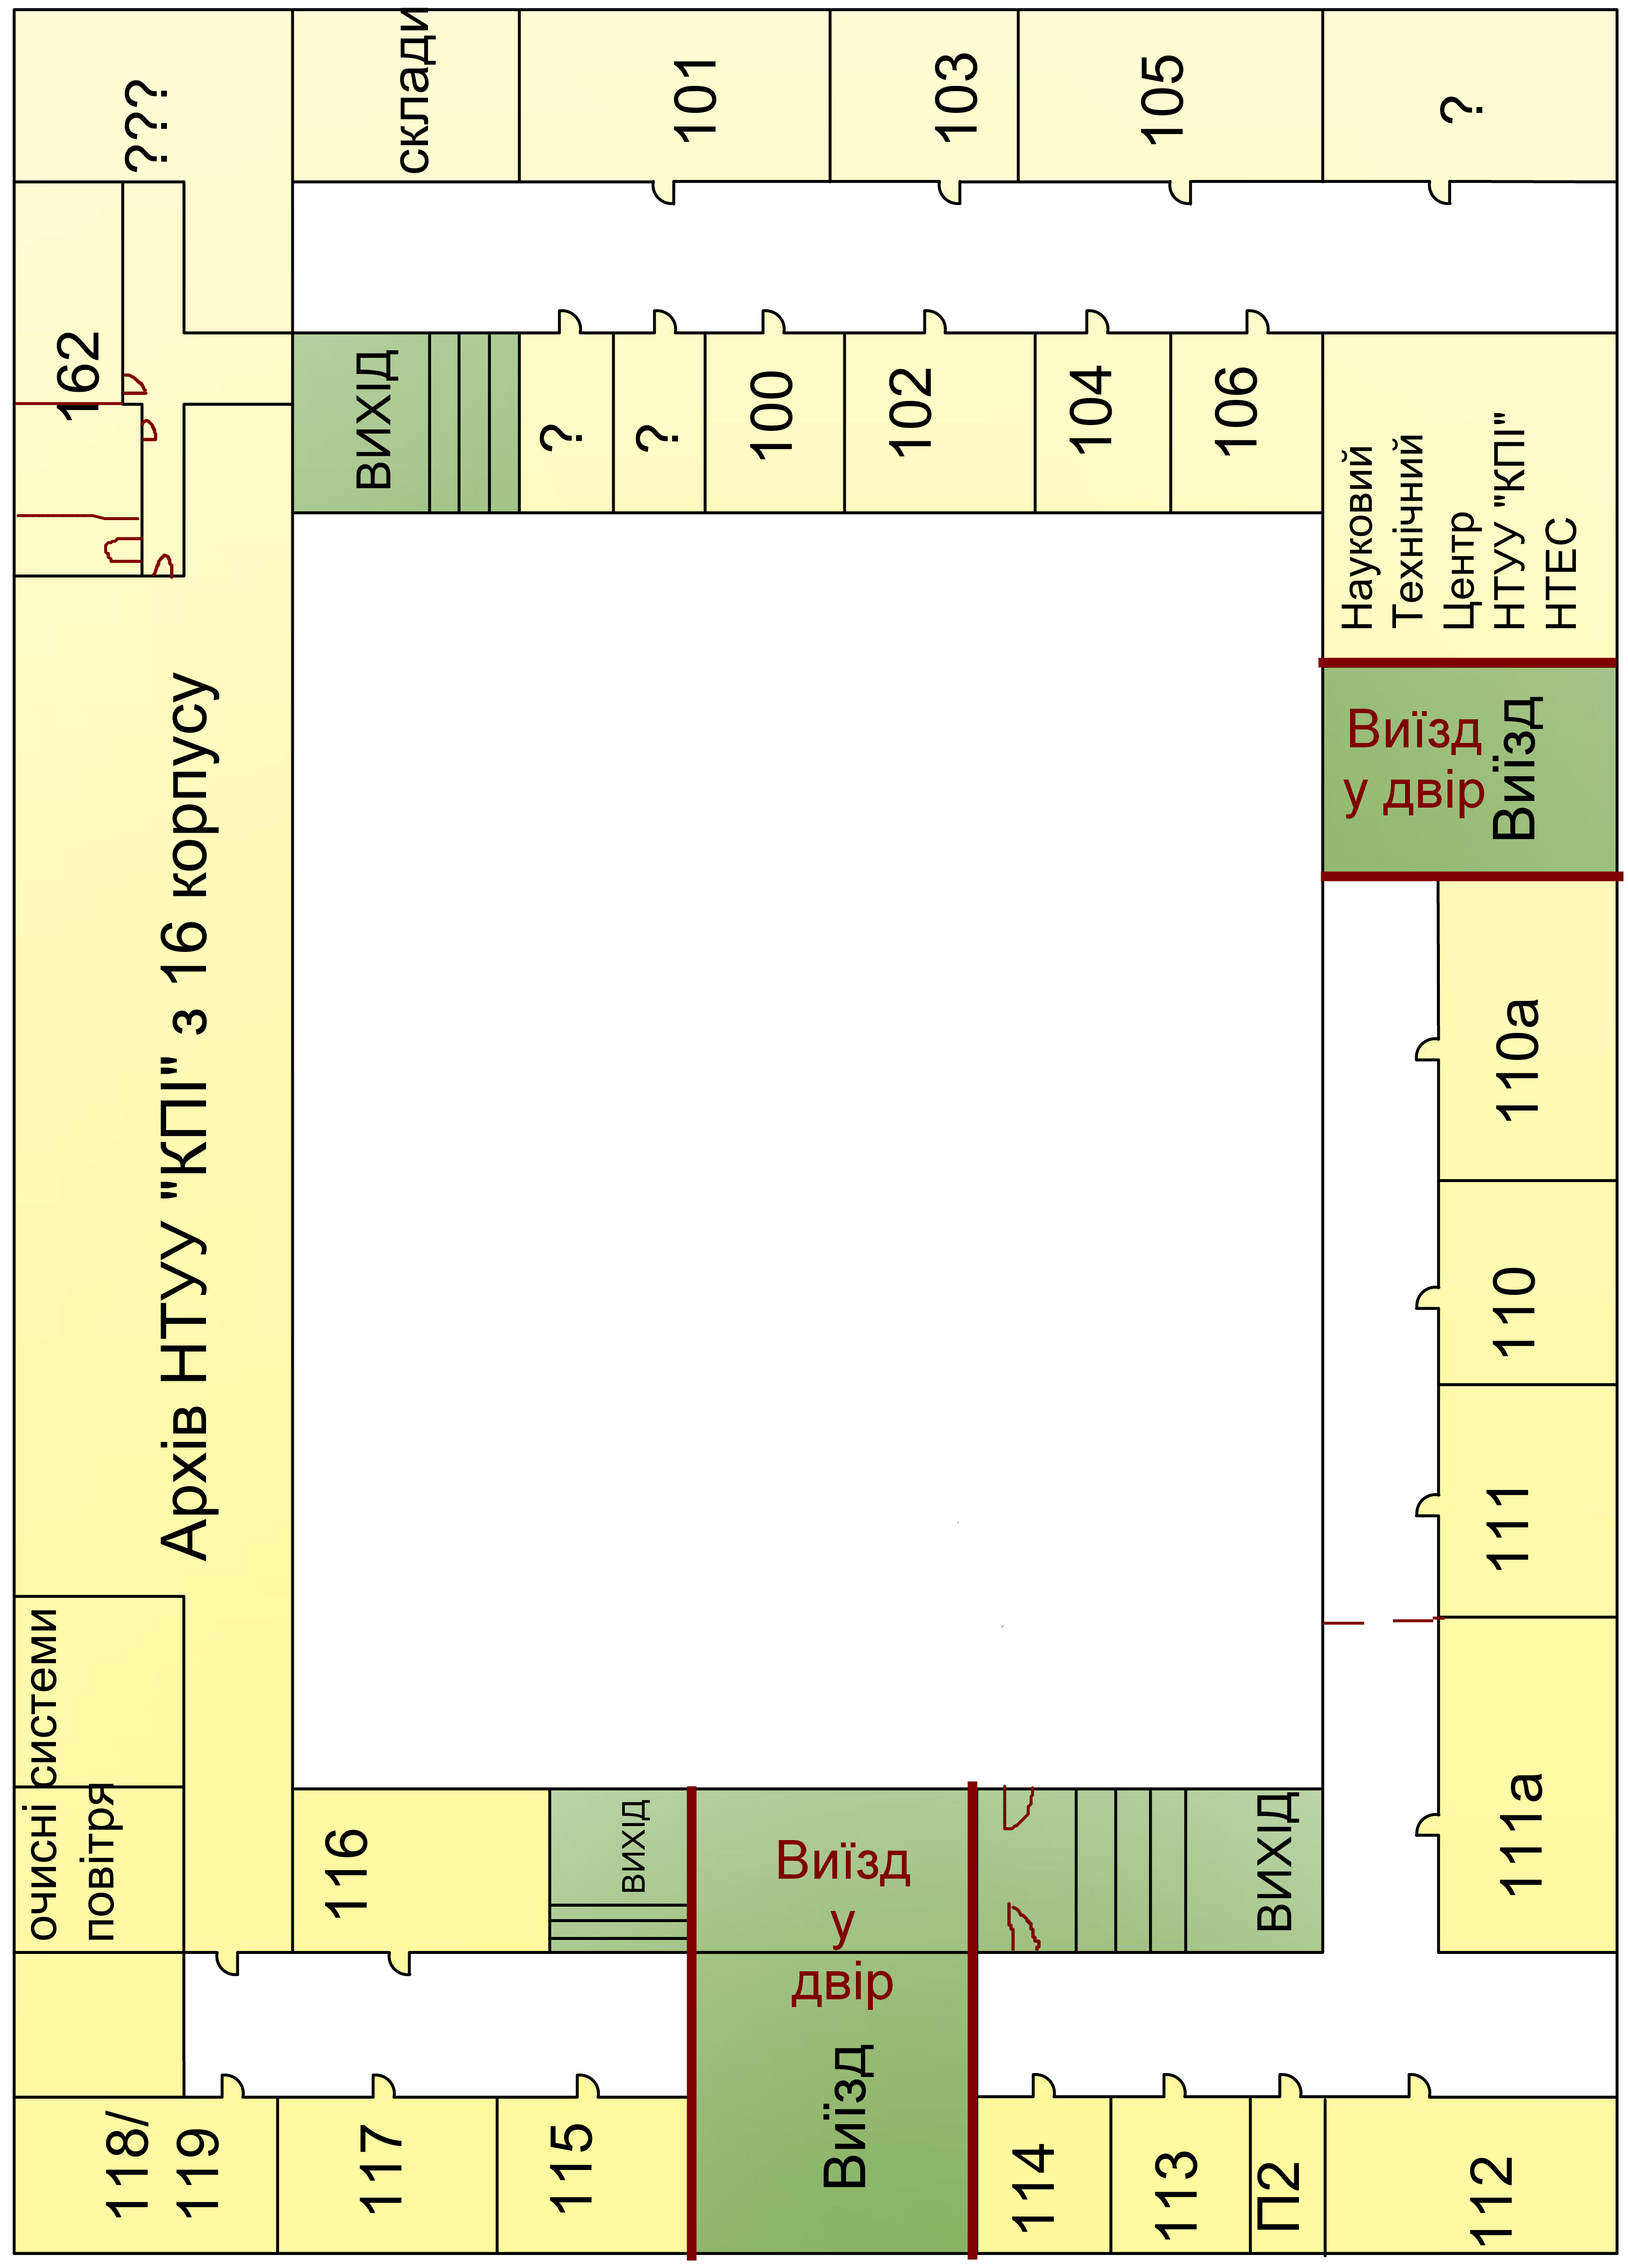 ???
склади
101
103
105
?
162
ВИХІД
?
?
100
102
104
106
Науковий
Технічний
Центр
НТУУ "КПІ"
НТЕС
Виїзд
у двір
Виїзд
Архів НТУУ "КПІ" з 16 корпусу
110а
110
111
111а
очисні системи
повітря
116
ВИХІД
Виїзд
у
двір
Виїзд
ВИХІД
118/
119
117
115
114
113
П2
112